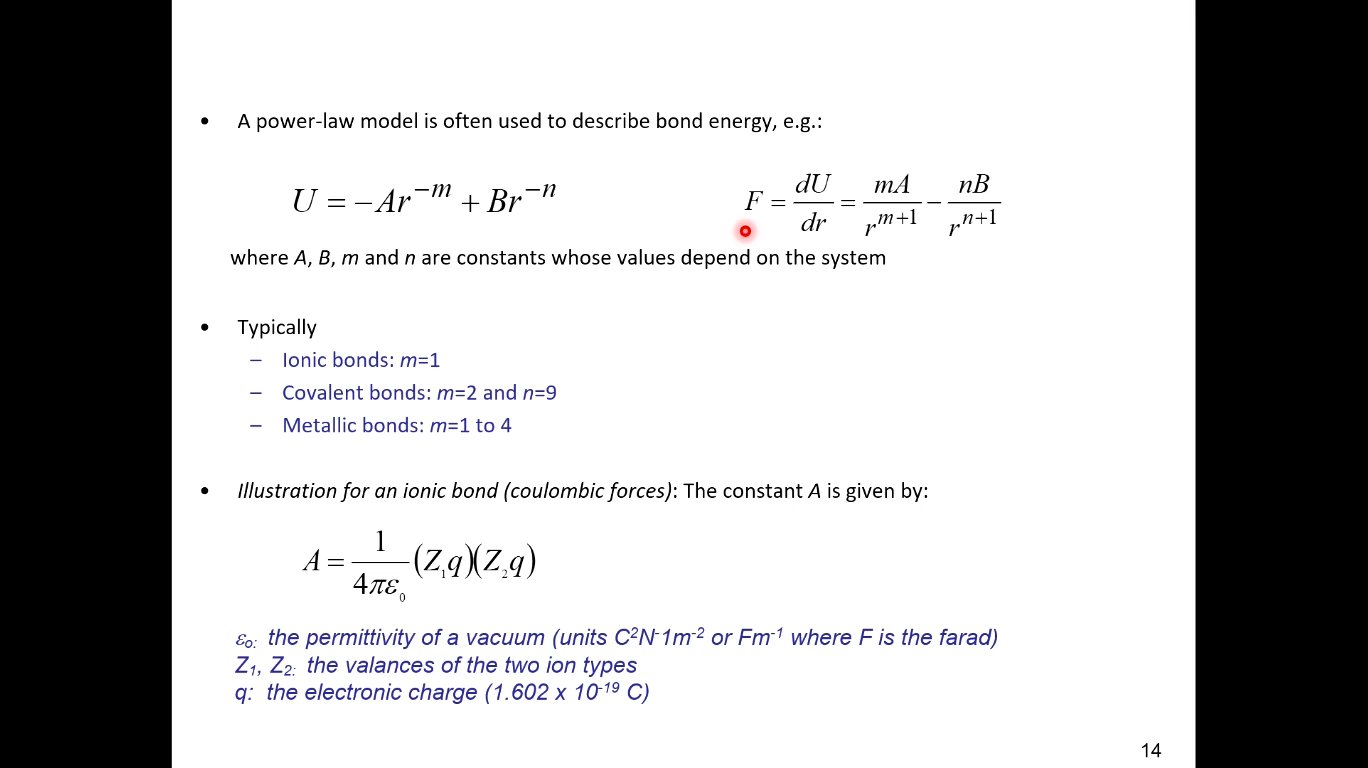 • A power-law model is often used to describe bond energy, e.g.:
U = −Ar^{−m} + Br^{−n}
F = dU/dr = mA/r^{m+1} − nB/r^{n+1}
where A, B, m and n are constants whose values depend on the system
• Typically
– Ionic bonds: m=1
– Covalent bonds: m=2 and n=9
– Metallic bonds: m=1 to 4
• Illustration for an ionic bond (coulombic forces): The constant A is given by:
A = 1/4πε₀ (Z₁q)(Z₂q)
εo: the permittivity of a vacuum (units C²N⁻1m⁻² or Fm⁻¹ where F is the farad)
Z₁, Z₂: the valances of the two ion types
q: the electronic charge (1.602 x 10⁻¹⁹ C)
14